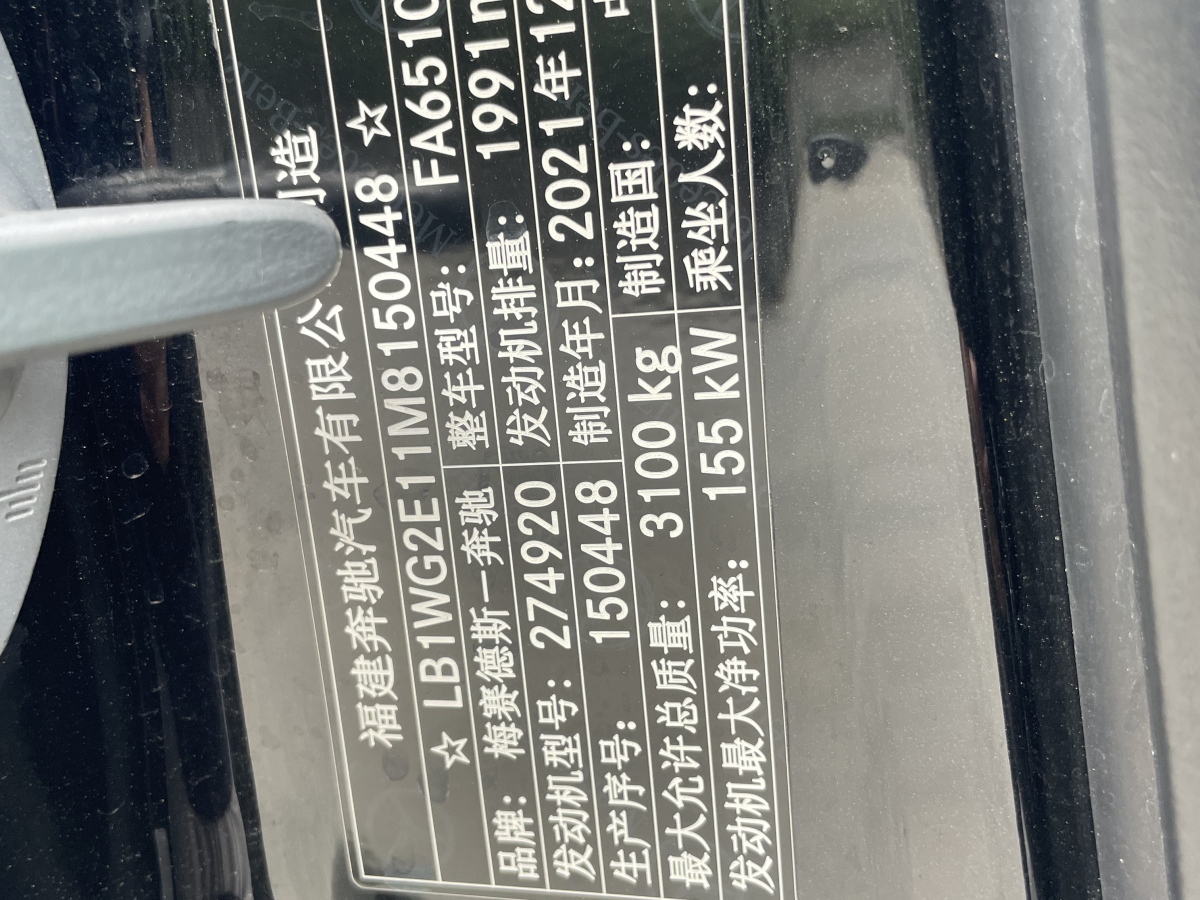 福建奔驰汽车有限公 造
☆ LB1WG2E11M8150448 ☆
品牌: 梅赛德斯－奔驰 整车型号: FA6510
发动机型号: 274920 发动机排量: 1991m
生产序号: 150448 制造年月: 2021年12
最大允许总质量: 3100 kg 制造国:
发动机最大净功率: 155 kW 乘坐人数: